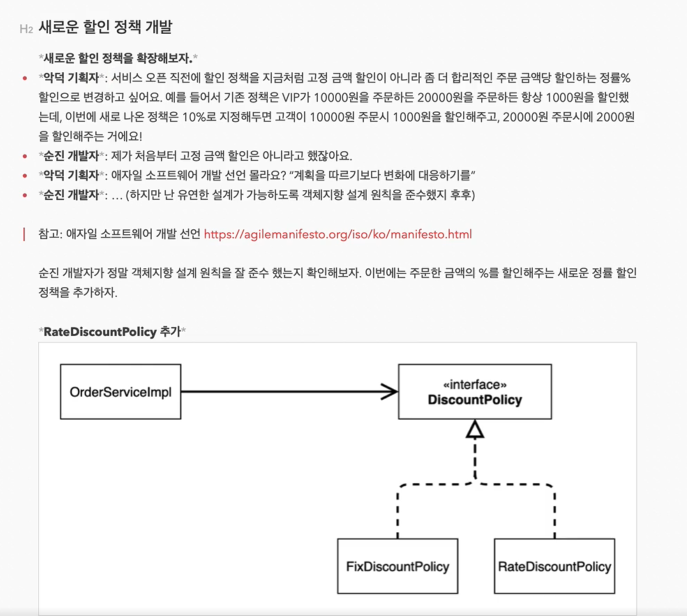 H2 새로운 할인 정책 개발
*새로운 할인 정책을 확장해보자.*
• *악덕 기획자*: 서비스 오픈 직전에 할인 정책을 지금처럼 고정 금액 할인이 아니라 좀 더 합리적인 주문 금액당 할인하는 정률%
할인으로 변경하고 싶어요. 예를 들어서 기존 정책은 VIP가 10000원을 주문하든 20000원을 주문하든 항상 1000원을 할인했
는데, 이번에 새로 나온 정책은 10%로 지정해두면 고객이 10000원 주문시 1000원을 할인해주고, 20000원 주문시에 2000원
을 할인해주는 거에요!
• *순진 개발자*: 제가 처음부터 고정 금액 할인은 아니라고 했잖아요.
• *악덕 기획자*: 애자일 소프트웨어 개발 선언 몰라요? “계획을 따르기보다 변화에 대응하기를”
• *순진 개발자*: … (하지만 난 유연한 설계가 가능하도록 객체지향 설계 원칙을 준수했지 후후)
참고: 애자일 소프트웨어 개발 선언 https://agilemanifesto.org/iso/ko/manifesto.html
순진 개발자가 정말 객체지향 설계 원칙을 잘 준수 했는지 확인해보자. 이번에는 주문한 금액의 %를 할인해주는 새로운 정률 할인
정책을 추가하자.
*RateDiscountPolicy 추가*
OrderServiceImpl
«interface»
DiscountPolicy
FixDiscountPolicy
RateDiscountPolicy